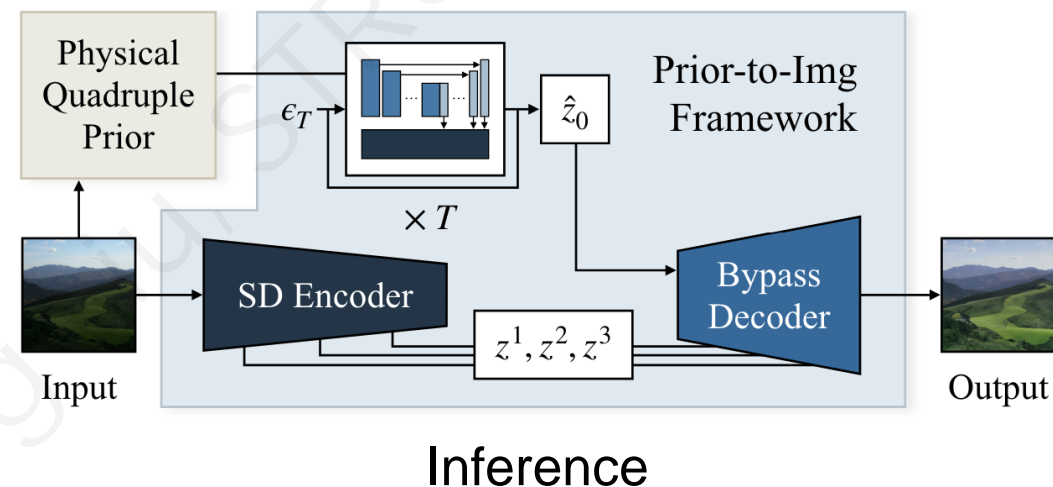 Physical
Quadruple
Prior
Prior-to-Img
Framework
ϵ_T
ẑ_0
× T
SD Encoder
Bypass
Decoder
z^1, z^2, z^3
Input
Output
Inference